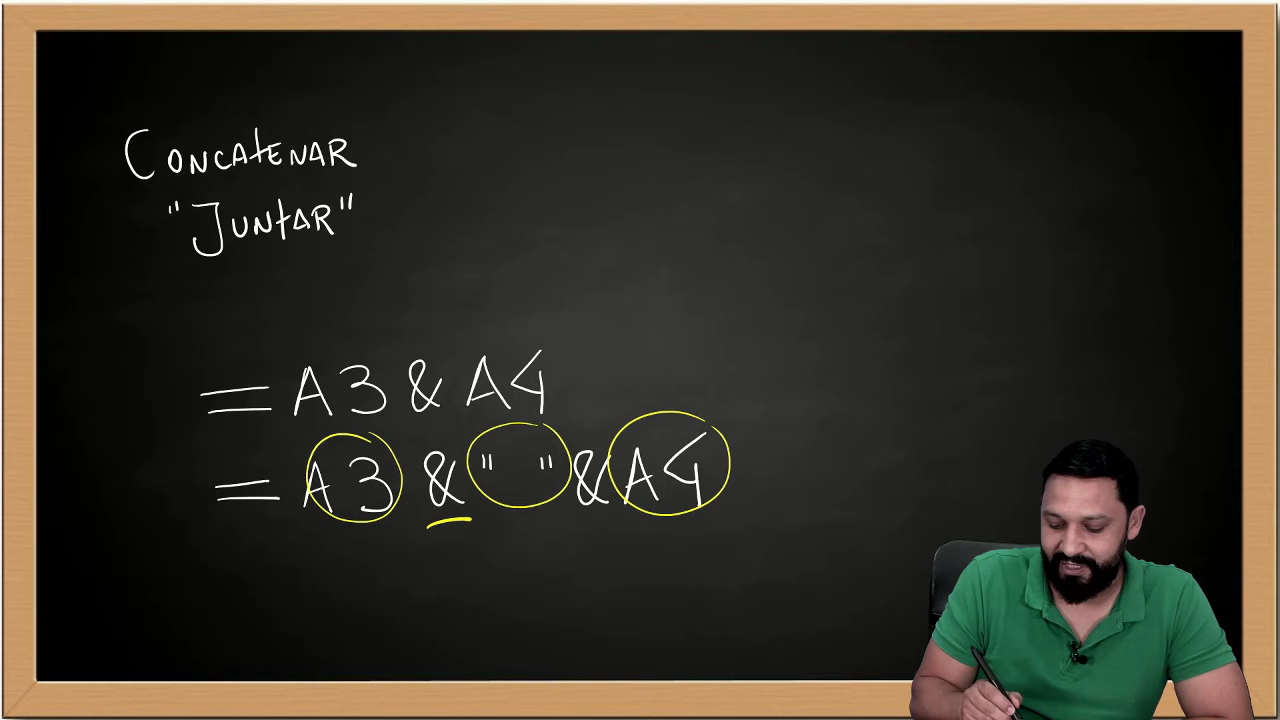 CONCATENAR
"JUNTAR"
= A3 & A4
= A3 & " " & A4